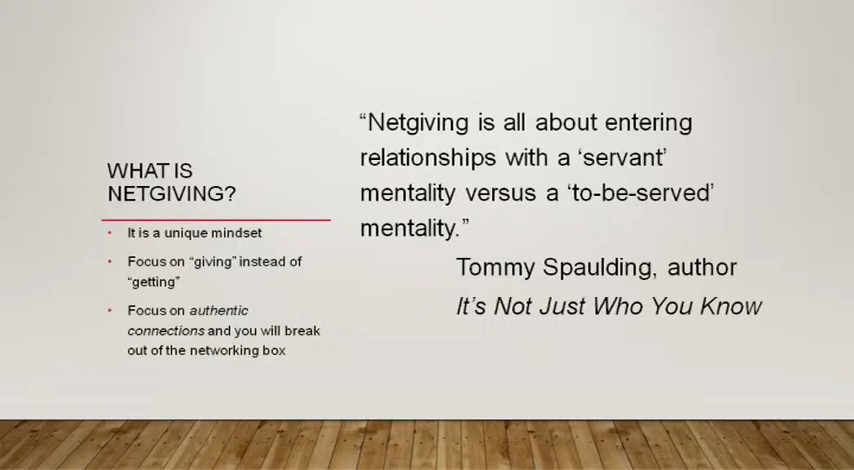 WHAT IS
NETGIVING?
• It is a unique mindset
• Focus on “giving” instead of
“getting”
• Focus on authentic
connections and you will break
out of the networking box
“Netgiving is all about entering
relationships with a ‘servant’
mentality versus a ‘to-be-served’
mentality.”
Tommy Spaulding, author
It’s Not Just Who You Know